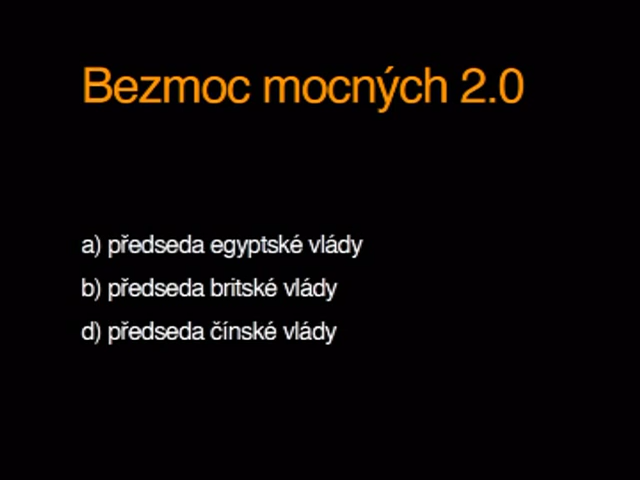 Bezmoc mocných 2.0
a) předseda egyptské vlády
b) předseda britské vlády
d) předseda čínské vlády